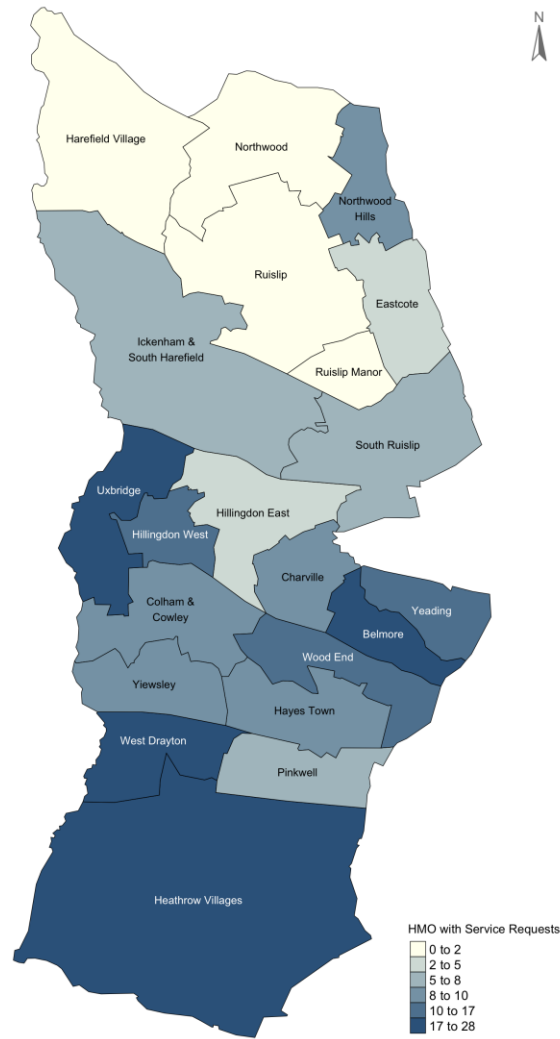 N
Harefield Village
Northwood
Northwood
Hills
Ruislip
Eastcote
Ickenham &
South Harefield
Ruislip Manor
South Ruislip
Uxbridge
Hillingdon East
Hillingdon West
Charville
Colham &
Cowley
Yeading
Belmore
Wood End
Yiewsley
Hayes Town
West Drayton
Pinkwell
Heathrow Villages
HMO with Service Requests
0 to 2
2 to 5
5 to 8
8 to 10
10 to 17
17 to 28